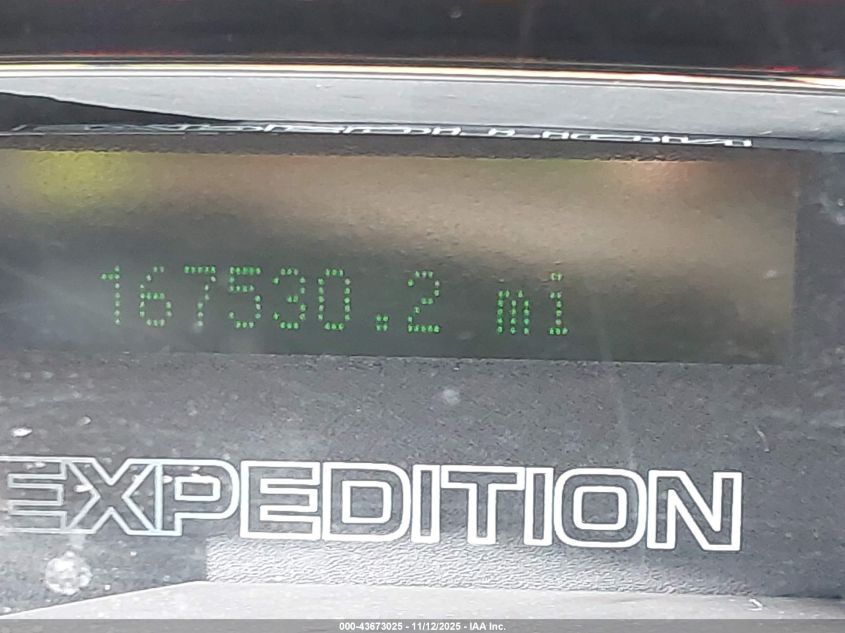 167530.2 mi
EXPEDITION
000-43673025 - 11/12/2025 - IAA Inc.